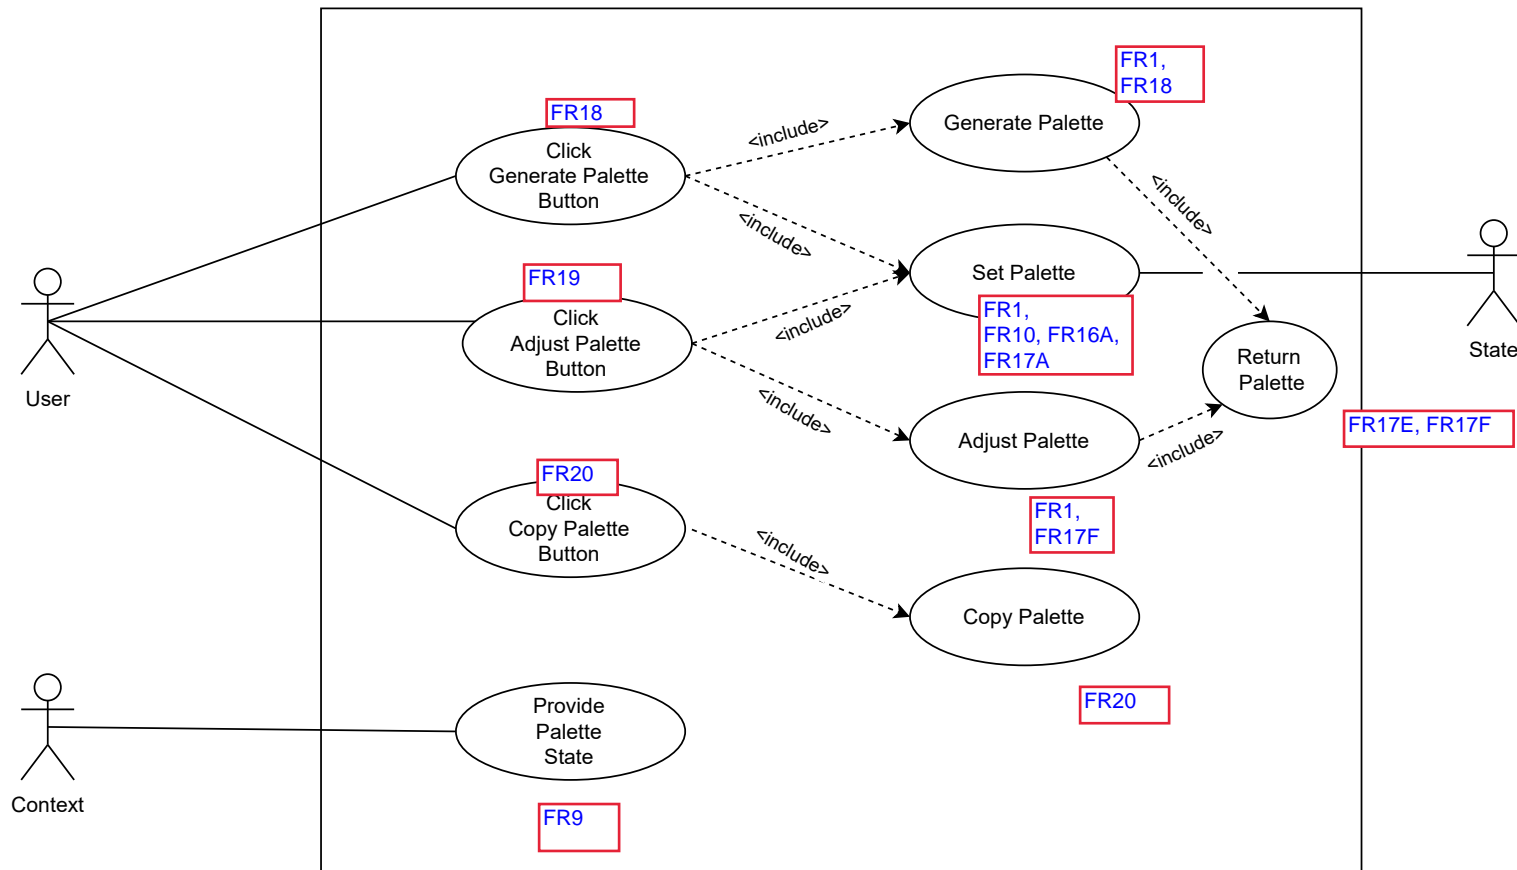 FR1,
FR18
FR18
Click
Generate Palette
Button
<include>
Generate Palette
<include>
<include>
FR19
Click
Adjust Palette
Button
<include>
Set Palette
FR1,
FR10, FR16A,
FR17A
Return
Palette
User
State
<include>
Adjust Palette
<include>
FR17E, FR17F
FR20
Click
Copy Palette
Button
FR1,
FR17F
<include>
Copy Palette
FR20
Provide
Palette
State
Context
FR9